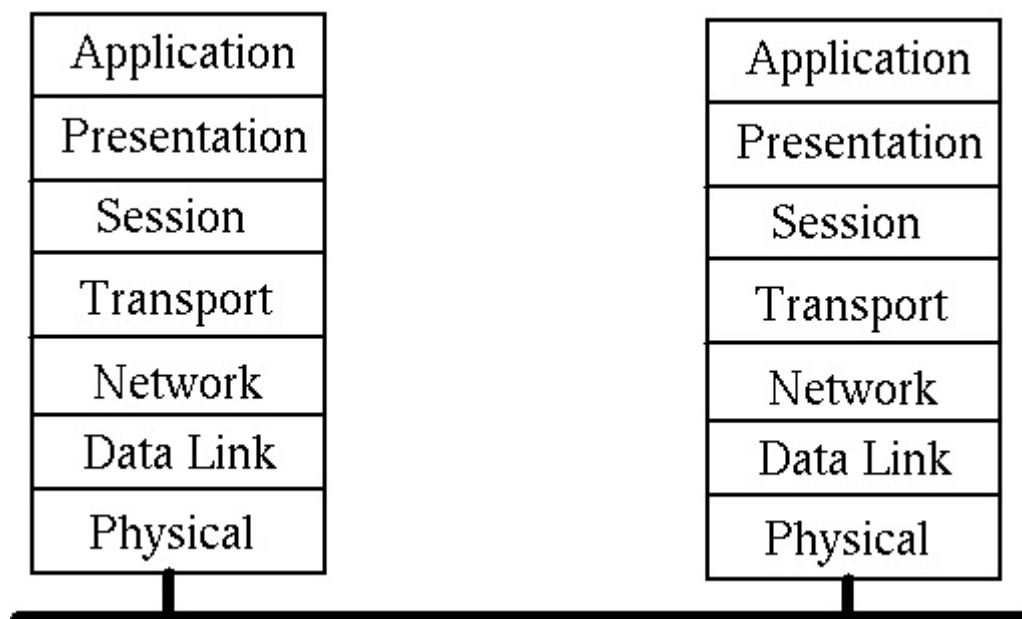 Application
Presentation
Session
Transport
Network
Data Link
Physical
Application
Presentation
Session
Transport
Network
Data Link
Physical